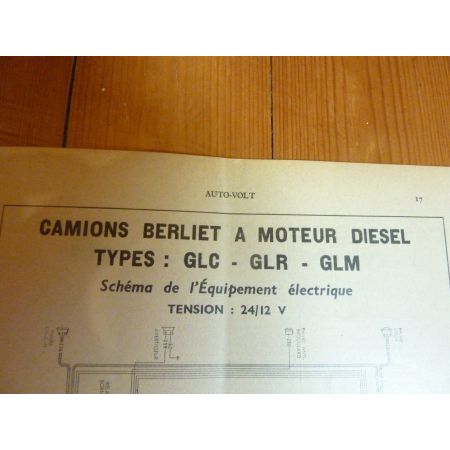 AUTO-VOLT
17
CAMIONS BERLIET A MOTEUR DIESEL
TYPES : GLC - GLR - GLM
Schéma de l'Équipement électrique
TENSION : 24/12 V